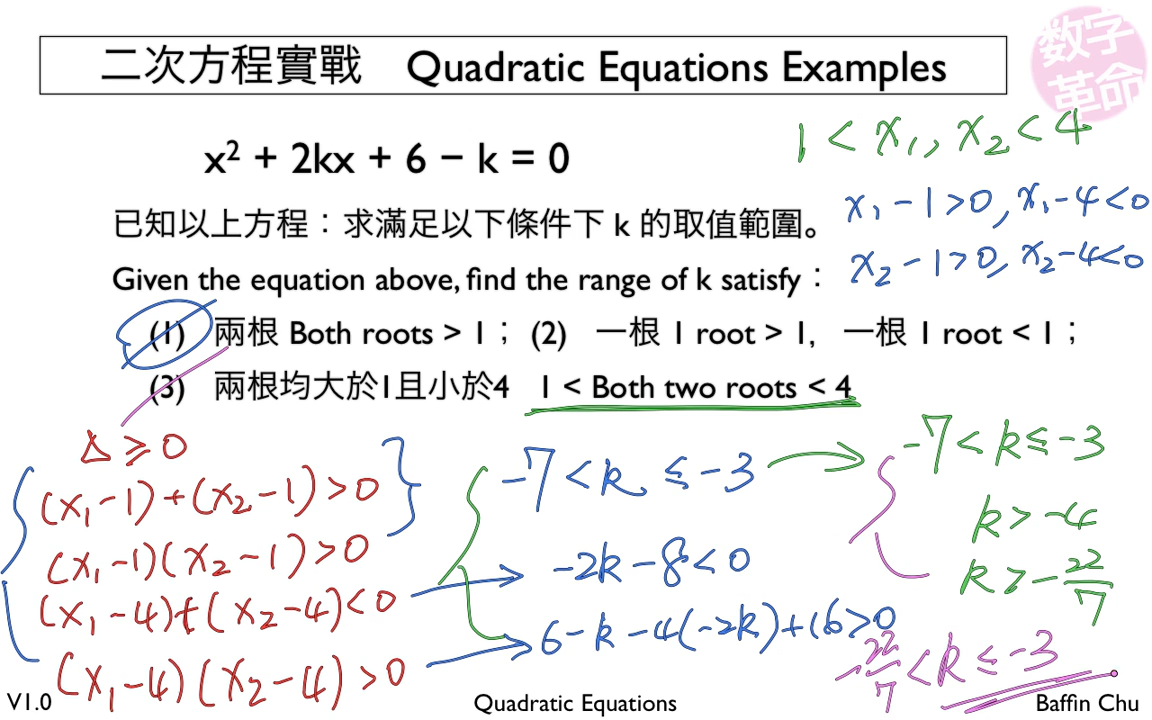 二次方程實戰 Quadratic Equations Examples
数字
革命
x² + 2kx + 6 − k = 0
1 < x₁, x₂ < 4
已知以上方程：求滿足以下條件下 k 的取值範圍。
x₁ − 1 > 0, x₁ − 4 < 0
Given the equation above, find the range of k satisfy：
x₂ − 1 > 0, x₂ − 4 < 0
(1) 兩根 Both roots > 1； (2) 一根 1 root > 1, 一根 1 root < 1；
(3) 兩根均大於1且小於4 1 < Both two roots < 4
Δ ≥ 0
(x₁ − 1) + (x₂ − 1) > 0
(x₁ − 1)(x₂ − 1) > 0
(x₁ − 4) + (x₂ − 4) < 0
(x₁ − 4)(x₂ − 4) > 0
−7 < k ≤ −3
−2k − 8 < 0
6 − k − 4(−2k) + 16 > 0
−7 < k ≤ −3
k > −4
k > −22/7
−22/7 < k ≤ −3
V1.0 Quadratic Equations Baffin Chu